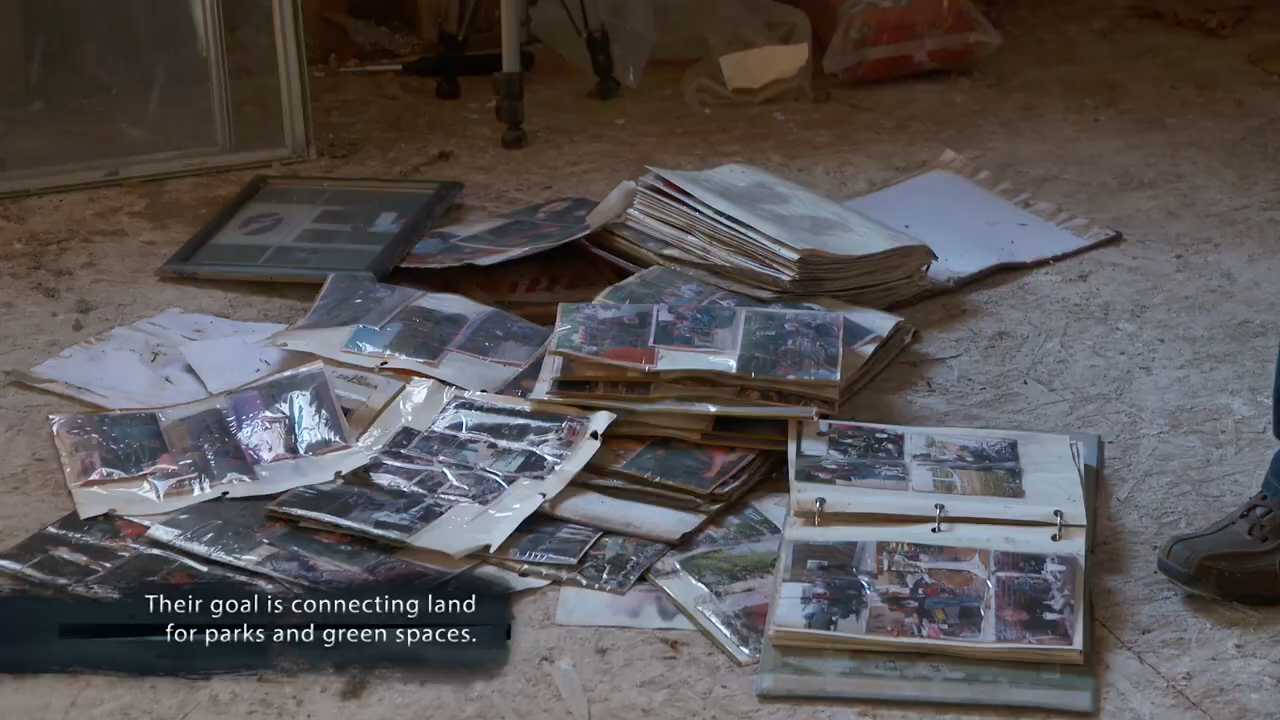 Their goal is connecting land
for parks and green spaces.